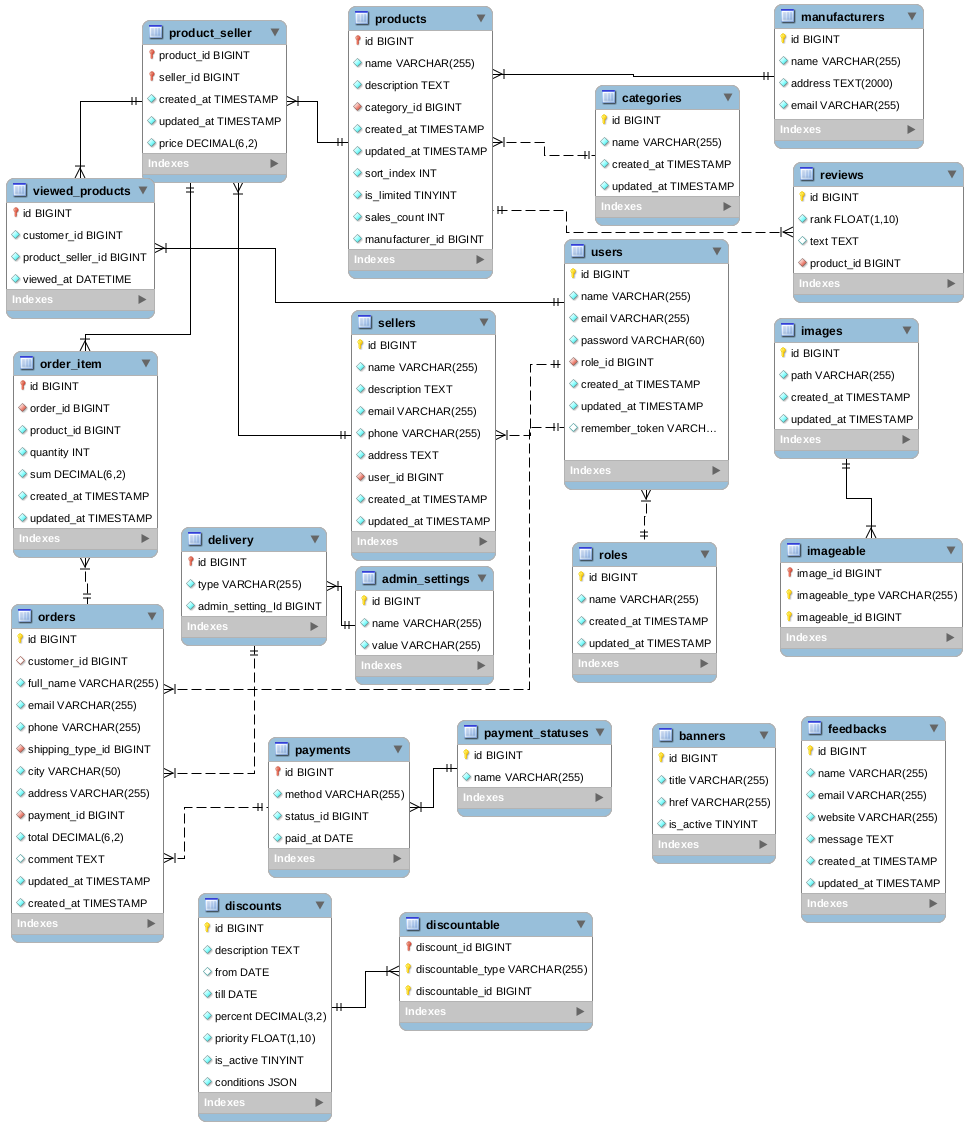 product_seller
product_id BIGINT
seller_id BIGINT
created_at TIMESTAMP
updated_at TIMESTAMP
price DECIMAL(6,2)
Indexes
products
id BIGINT
name VARCHAR(255)
description TEXT
category_id BIGINT
created_at TIMESTAMP
updated_at TIMESTAMP
sort_index INT
is_limited TINYINT
sales_count INT
manufacturer_id BIGINT
Indexes
manufacturers
id BIGINT
name VARCHAR(255)
address TEXT(2000)
email VARCHAR(255)
Indexes
categories
id BIGINT
name VARCHAR(255)
created_at TIMESTAMP
updated_at TIMESTAMP
Indexes
viewed_products
id BIGINT
customer_id BIGINT
product_seller_id BIGINT
viewed_at DATETIME
Indexes
reviews
id BIGINT
rank FLOAT(1,10)
text TEXT
product_id BIGINT
Indexes
users
id BIGINT
name VARCHAR(255)
email VARCHAR(255)
password VARCHAR(60)
role_id BIGINT
created_at TIMESTAMP
updated_at TIMESTAMP
remember_token VARCH...
Indexes
sellers
id BIGINT
name VARCHAR(255)
description TEXT
email VARCHAR(255)
phone VARCHAR(255)
address TEXT
user_id BIGINT
created_at TIMESTAMP
updated_at TIMESTAMP
Indexes
images
id BIGINT
path VARCHAR(255)
created_at TIMESTAMP
updated_at TIMESTAMP
Indexes
order_item
id BIGINT
order_id BIGINT
product_id BIGINT
quantity INT
sum DECIMAL(6,2)
created_at TIMESTAMP
updated_at TIMESTAMP
Indexes
delivery
id BIGINT
type VARCHAR(255)
admin_setting_Id BIGINT
Indexes
admin_settings
id BIGINT
name VARCHAR(255)
value VARCHAR(255)
Indexes
roles
id BIGINT
name VARCHAR(255)
created_at TIMESTAMP
updated_at TIMESTAMP
Indexes
imageable
image_id BIGINT
imageable_type VARCHAR(255)
imageable_id BIGINT
Indexes
orders
id BIGINT
customer_id BIGINT
full_name VARCHAR(255)
email VARCHAR(255)
phone VARCHAR(255)
shipping_type_id BIGINT
city VARCHAR(50)
address VARCHAR(255)
payment_id BIGINT
total DECIMAL(6,2)
comment TEXT
updated_at TIMESTAMP
created_at TIMESTAMP
Indexes
payments
id BIGINT
method VARCHAR(255)
status_id BIGINT
paid_at DATE
Indexes
payment_statuses
id BIGINT
name VARCHAR(255)
Indexes
banners
id BIGINT
title VARCHAR(255)
href VARCHAR(255)
is_active TINYINT
Indexes
feedbacks
id BIGINT
name VARCHAR(255)
email VARCHAR(255)
website VARCHAR(255)
message TEXT
created_at TIMESTAMP
updated_at TIMESTAMP
Indexes
discounts
id BIGINT
description TEXT
from DATE
till DATE
percent DECIMAL(3,2)
priority FLOAT(1,10)
is_active TINYINT
conditions JSON
Indexes
discountable
discount_id BIGINT
discountable_type VARCHAR(255)
discountable_id BIGINT
Indexes